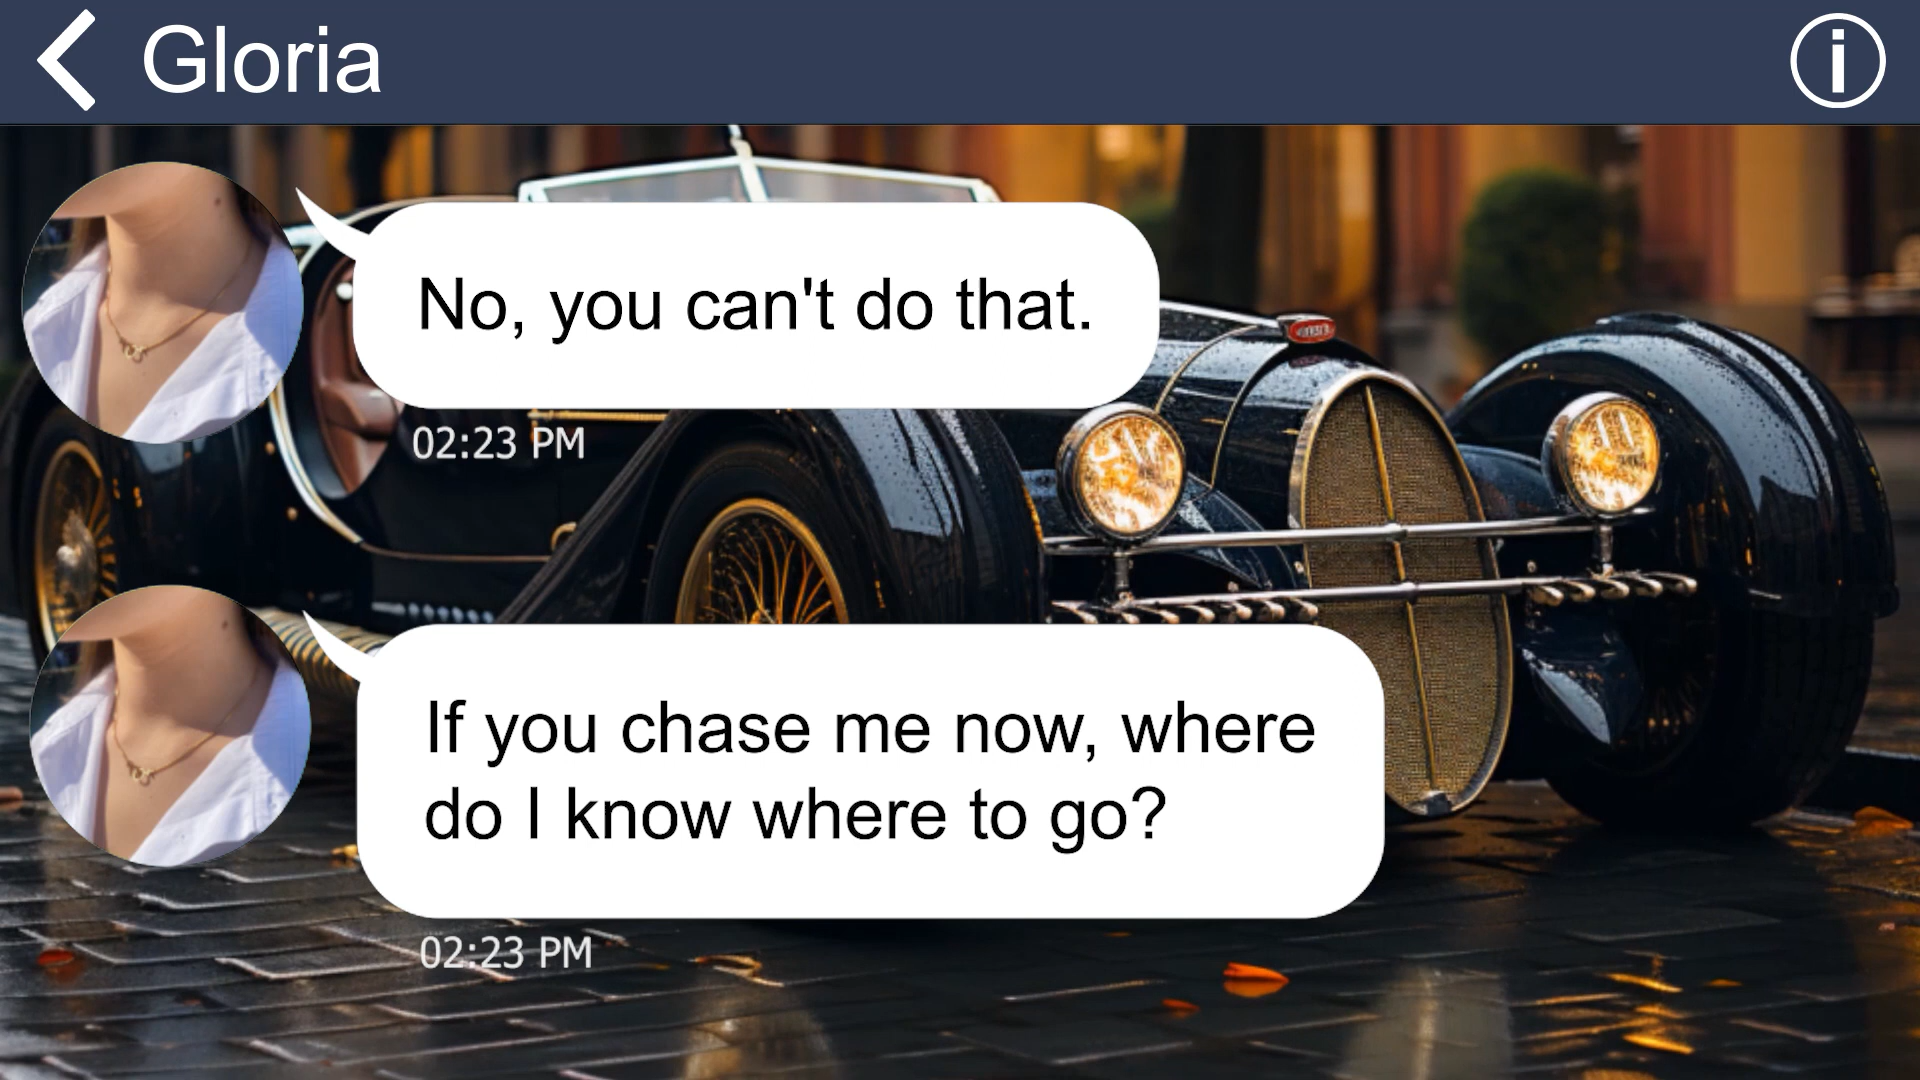 Gloria
No, you can't do that.
02:23 PM
If you chase me now, where
do I know where to go?
02:23 PM